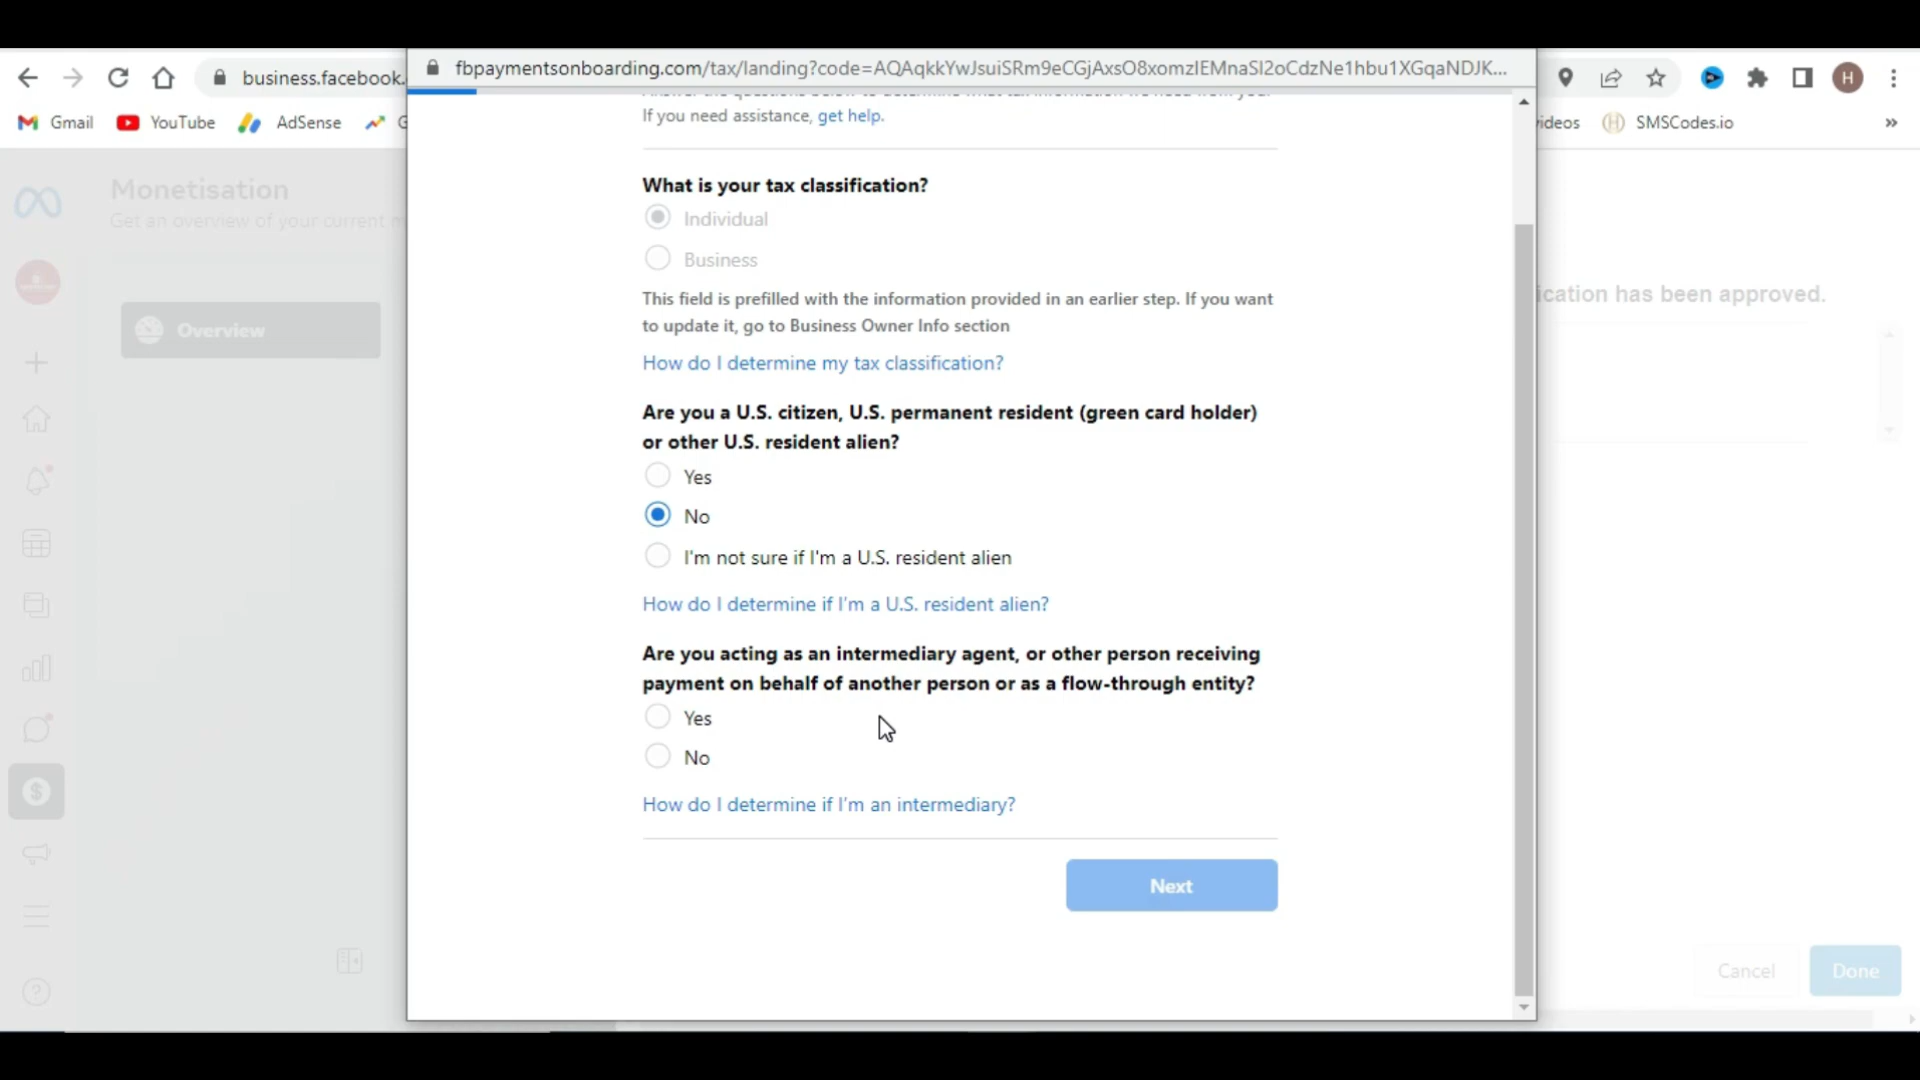 business.facebook.
fbpaymentsonboarding.com/tax/landing?code=AQAqkkYwJsuiSRm9eCGjAxsO8xomzIEMnaSI2oCdzNe1hbu1XGqaNDJK...
H
Gmail
YouTube
AdSense
G
ideos
SMSCodes.io
»
If you need assistance, get help.
Monetisation
Get an overview of your current m
Overview
What is your tax classification?
Individual
Business
This field is prefilled with the information provided in an earlier step. If you want
to update it, go to Business Owner Info section
How do I determine my tax classification?
Are you a U.S. citizen, U.S. permanent resident (green card holder)
or other U.S. resident alien?
Yes
No
I'm not sure if I'm a U.S. resident alien
How do I determine if I'm a U.S. resident alien?
Are you acting as an intermediary agent, or other person receiving
payment on behalf of another person or as a flow-through entity?
Yes
No
How do I determine if I'm an intermediary?
Next
ication has been approved.
Cancel
Done